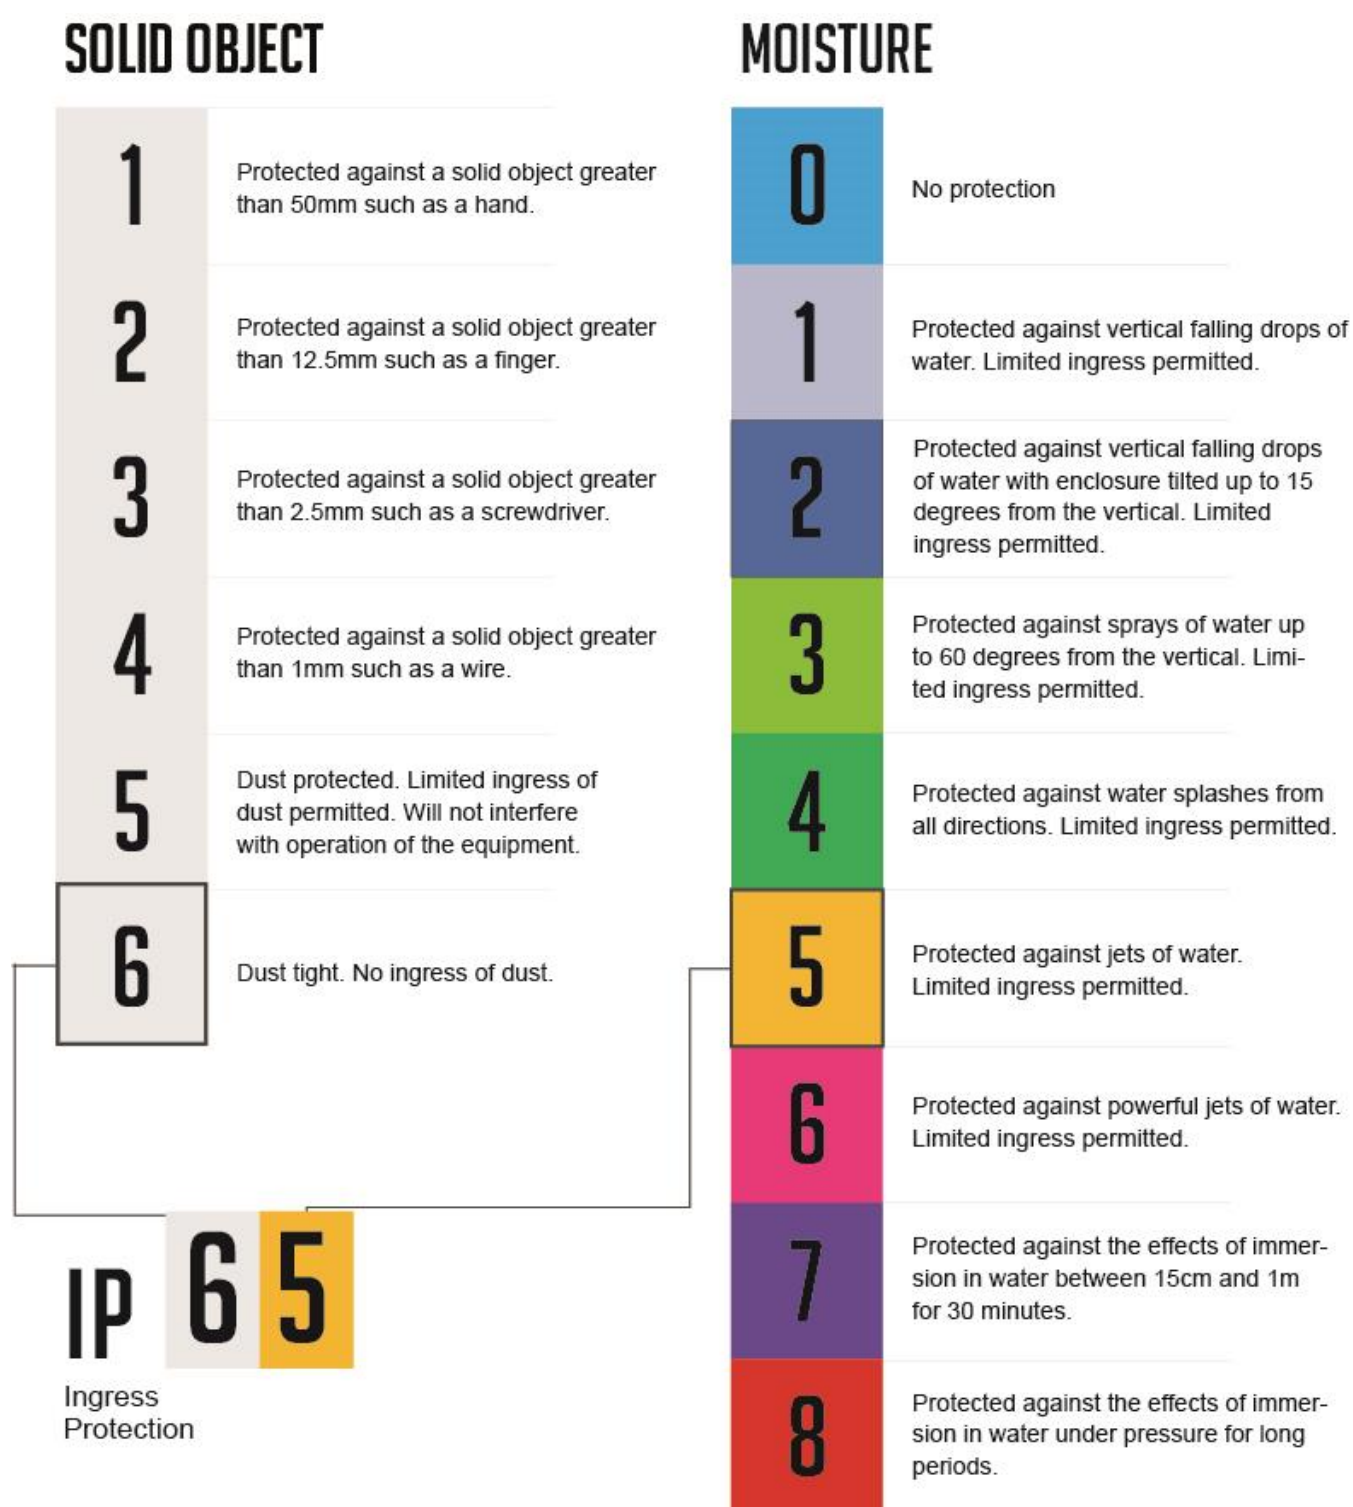 SOLID OBJECT
1
Protected against a solid object greater
than 50mm such as a hand.
2
Protected against a solid object greater
than 12.5mm such as a finger.
3
Protected against a solid object greater
than 2.5mm such as a screwdriver.
4
Protected against a solid object greater
than 1mm such as a wire.
5
Dust protected. Limited ingress of
dust permitted. Will not interfere
with operation of the equipment.
6
Dust tight. No ingress of dust.
IP 65
Ingress
Protection
MOISTURE
0
No protection
1
Protected against vertical falling drops of
water. Limited ingress permitted.
2
Protected against vertical falling drops
of water with enclosure tilted up to 15
degrees from the vertical. Limited
ingress permitted.
3
Protected against sprays of water up
to 60 degrees from the vertical. Limi-
ted ingress permitted.
4
Protected against water splashes from
all directions. Limited ingress permitted.
5
Protected against jets of water.
Limited ingress permitted.
6
Protected against powerful jets of water.
Limited ingress permitted.
7
Protected against the effects of immer-
sion in water between 15cm and 1m
for 30 minutes.
8
Protected against the effects of immer-
sion in water under pressure for long
periods.